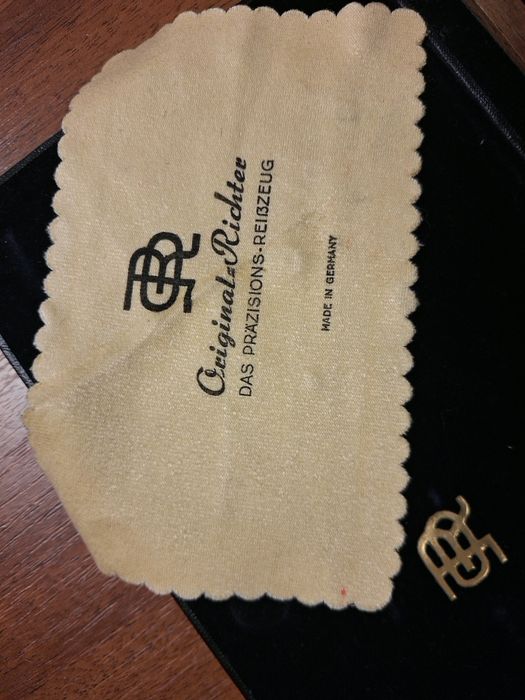 Original-Richter
DAS PRÄZISIONS-REIßZEUG
MADE IN GERMANY